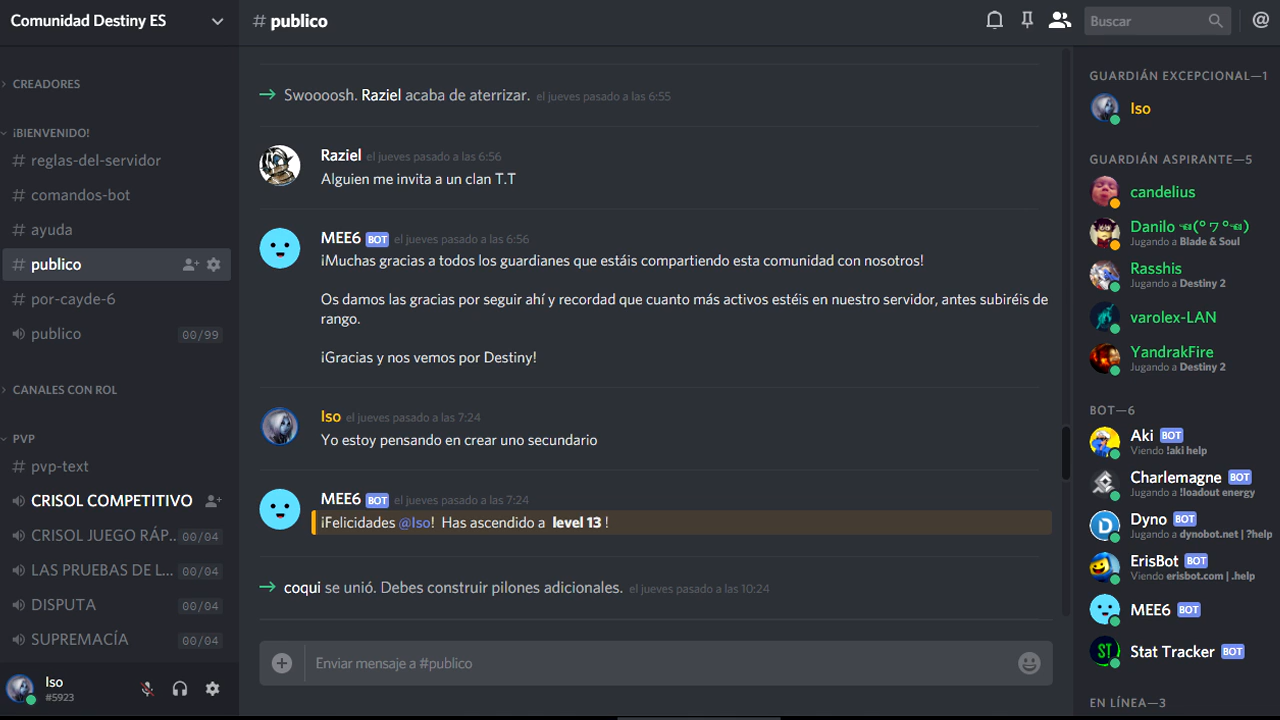 Comunidad Destiny ES
CREADORES
¡BIENVENIDO!
# reglas-del-servidor
# comandos-bot
# ayuda
# publico
# por-cayde-6
publico 00/99
CANALES CON ROL
PVP
# pvp-text
CRISOL COMPETITIVO
CRISOL JUEGO RÁP... 00/04
LAS PRUEBAS DE L... 00/04
DISPUTA 00/04
SUPREMACÍA 00/04
Iso
#5923
# publico
Buscar
@
Swoooosh. Raziel acaba de aterrizar. el jueves pasado a las 6:55
Raziel el jueves pasado a las 6:56
Alguien me invita a un clan T.T
MEE6 BOT el jueves pasado a las 6:56
¡Muchas gracias a todos los guardianes que estáis compartiendo esta comunidad con nosotros!
Os damos las gracias por seguir ahí y recordad que cuanto más activos estéis en nuestro servidor, antes subiréis de
rango.
¡Gracias y nos vemos por Destiny!
Iso el jueves pasado a las 7:24
Yo estoy pensando en crear uno secundario
MEE6 BOT el jueves pasado a las 7:24
¡Felicidades @Iso! Has ascendido a level 13 !
coqui se unió. Debes construir pilones adicionales. el jueves pasado a las 10:24
Enviar mensaje a #publico
GUARDIÁN EXCEPCIONAL—1
Iso
GUARDIÁN ASPIRANTE—5
candelius
Danilo ☜(ﾟヮﾟ☜)
Jugando a Blade & Soul
Rasshis
Jugando a Destiny 2
varolex-LAN
YandrakFire
Jugando a Destiny 2
BOT—6
Aki BOT
Viendo !aki help
Charlemagne BOT
Jugando a !loadout energy
Dyno BOT
Jugando a dynobot.net | ?help
ErisBot BOT
Viendo erisbot.com | .help
MEE6 BOT
ST
Stat Tracker BOT
EN LÍNEA—3